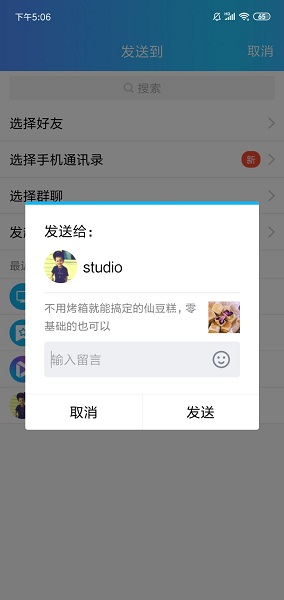 下午5:06
65
发送到
取消
搜索
选择好友
选择手机通讯录
新
选择群聊
发送给：
studio
不用烤箱就能搞定的仙豆糕，零
基础的也可以
输入留言
取消
发送